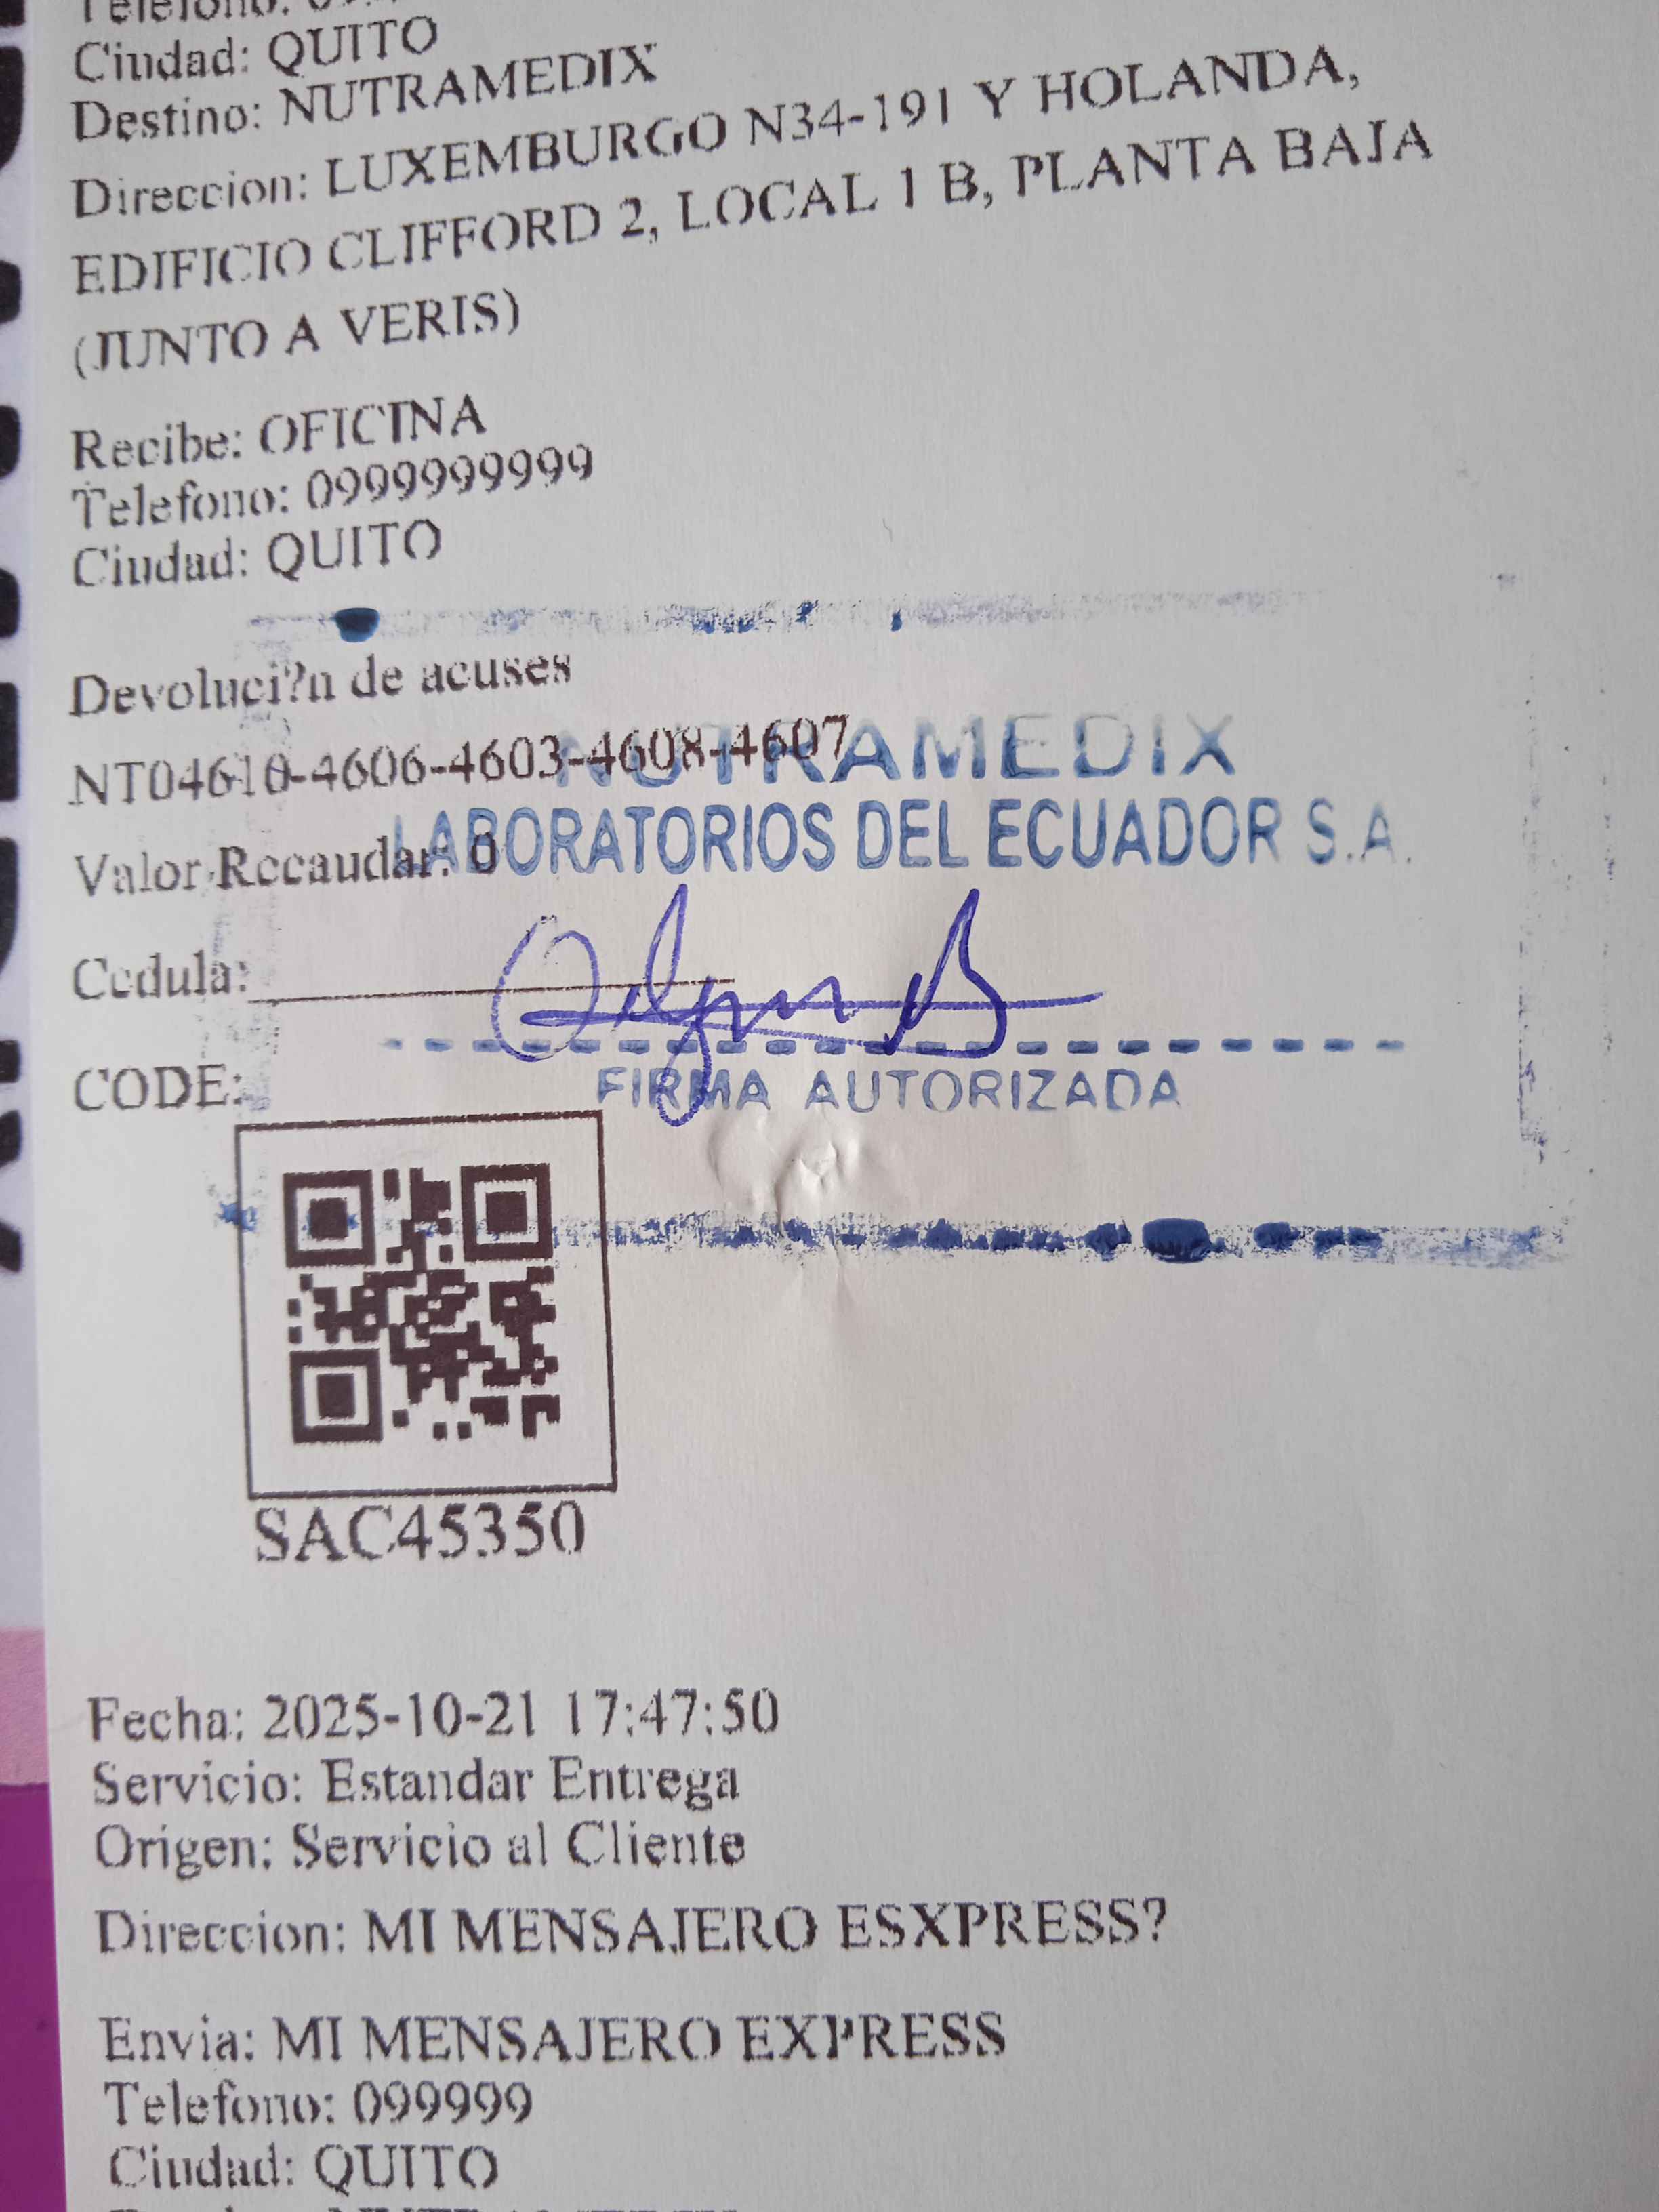 Ciudad: QUITO
Destino: NUTRAMEDIX
Direccion: LUXEMBURGO N34-191 Y HOLANDA,
EDIFICIO CLIFFORD 2, LOCAL 1 B, PLANTA BAJA
(JUNTO A VERIS)
Recibe: OFICINA
Telefono: 0999999999
Ciudad: QUITO
Devoluci?n de acuses
NT04610-4606-4603-4608-4607
NUTRAMEDIX
LABORATORIOS DEL ECUADOR S.A.
Valor Recaudar: 0
Cedula:
FIRMA AUTORIZADA
CODE:
SAC45350
Fecha: 2025-10-21 17:47:50
Servicio: Estandar Entrega
Origen: Servicio al Cliente
Direccion: MI MENSAJERO ESXPRESS?
Envia: MI MENSAJERO EXPRESS
Telefono: 099999
Ciudad: QUITO